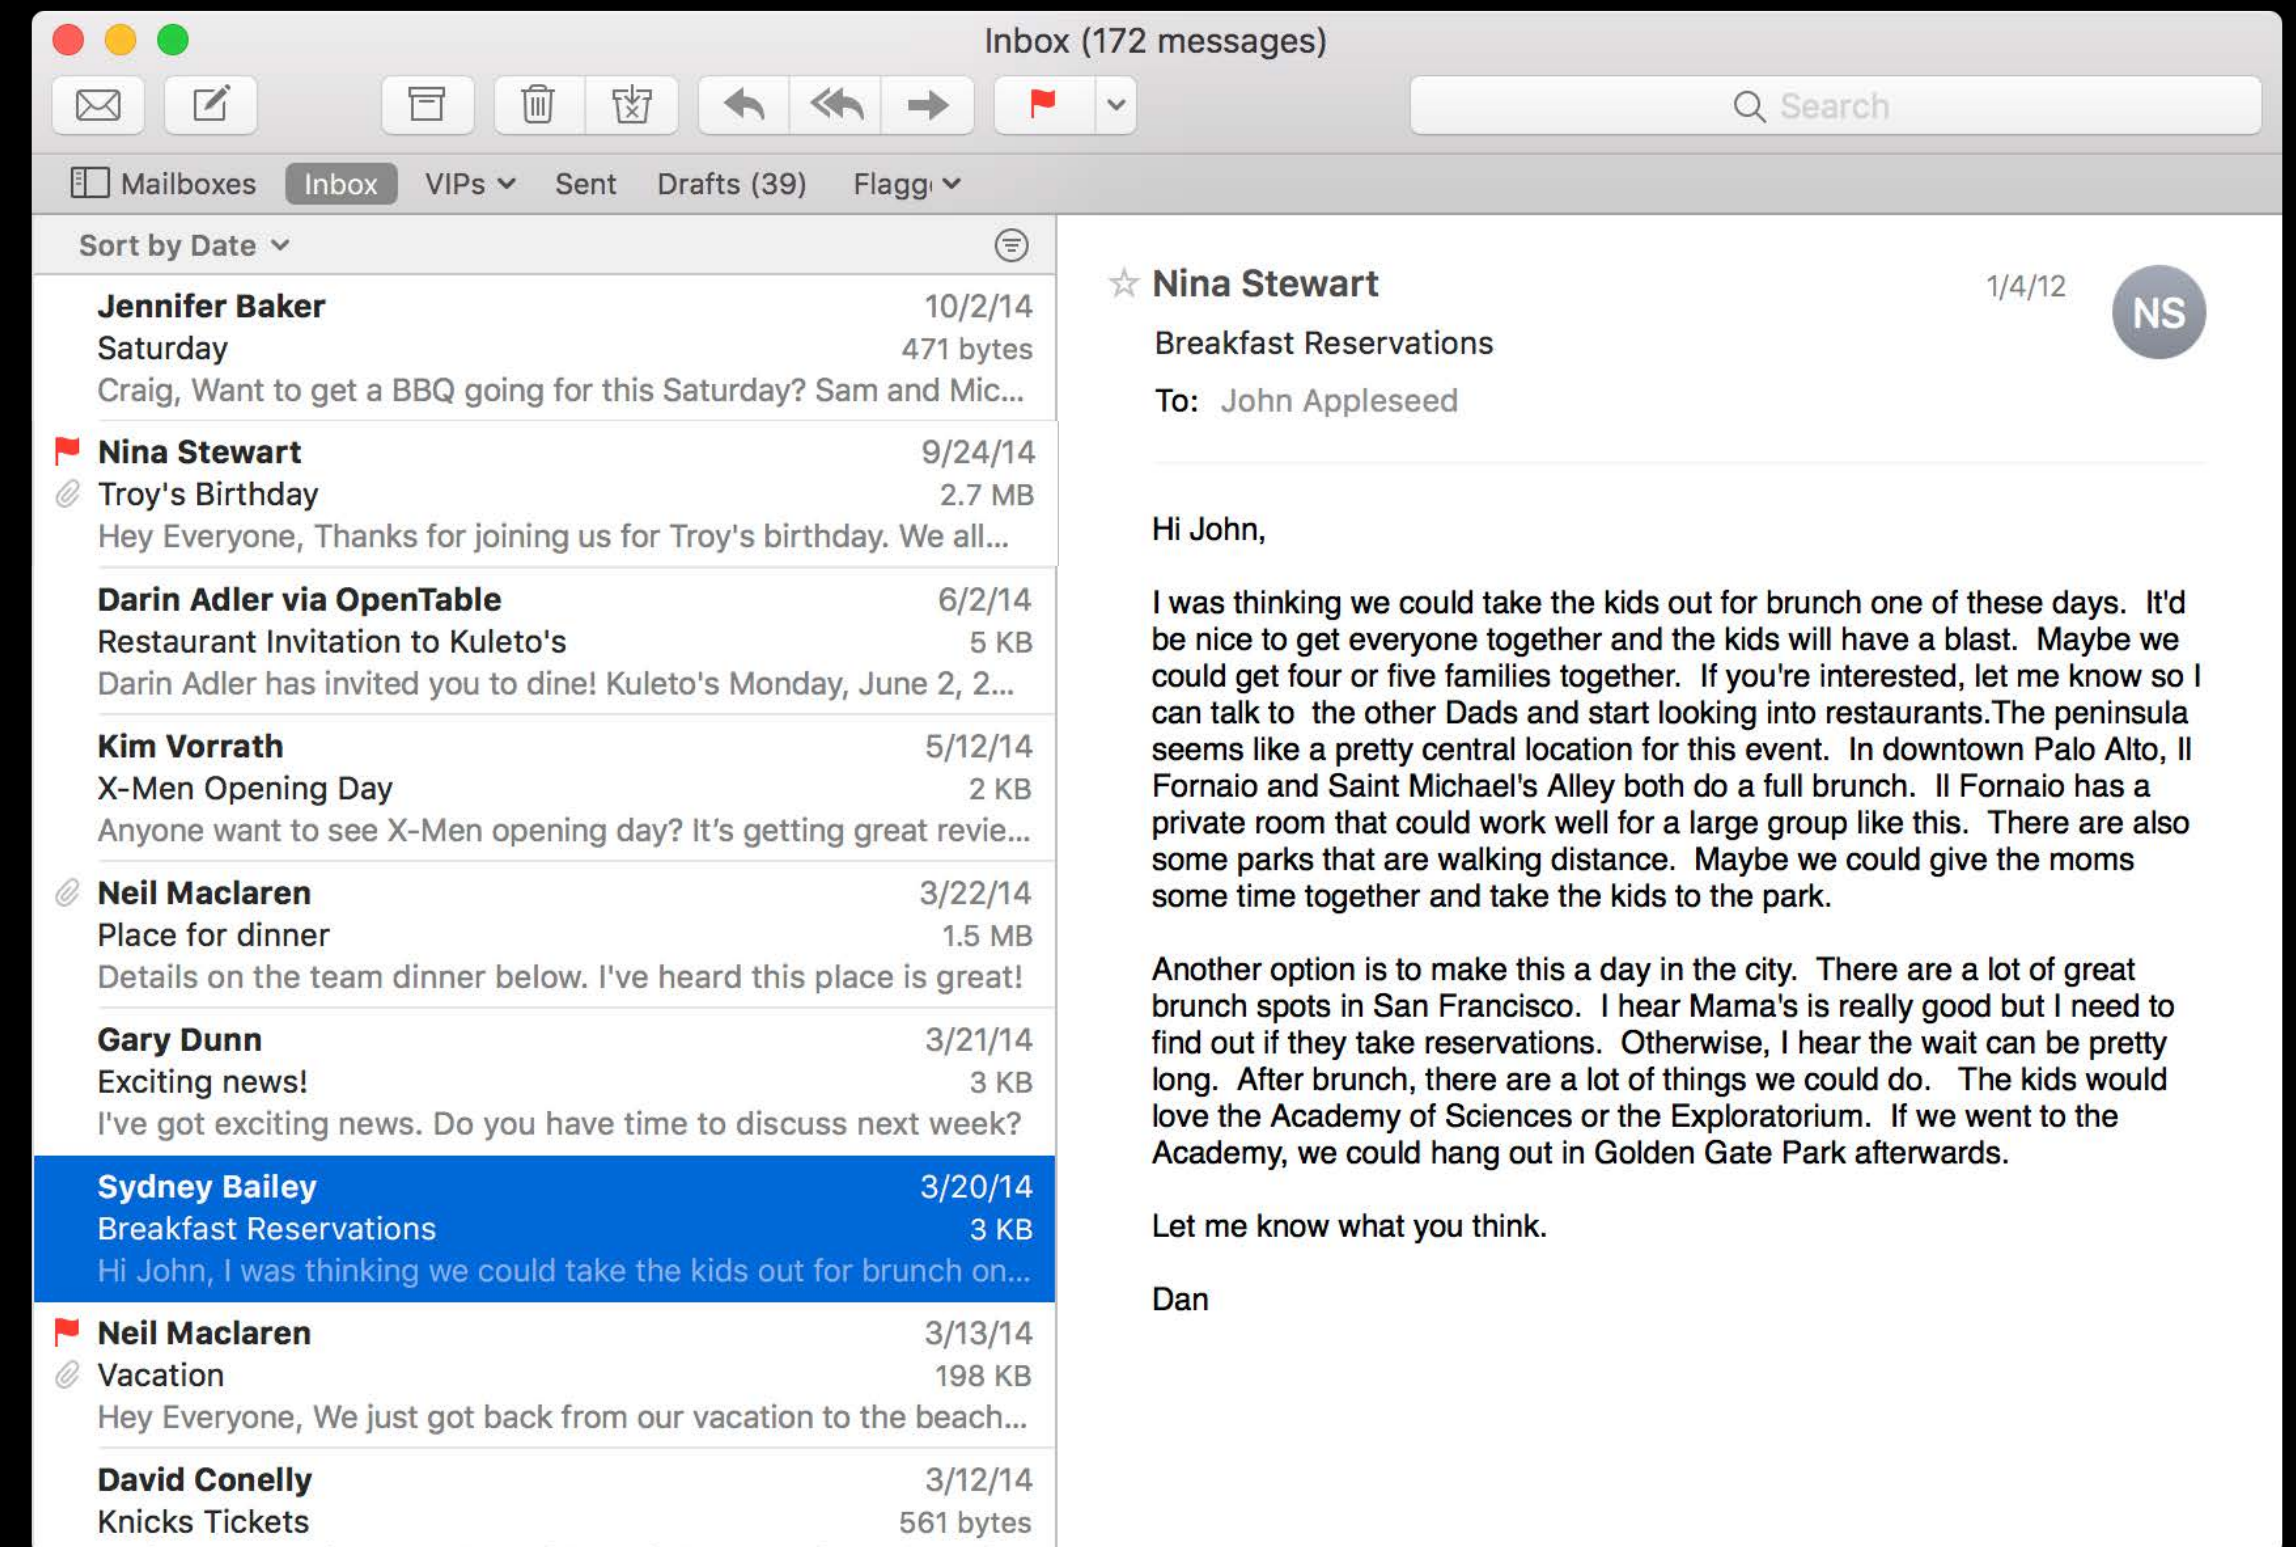 Inbox (172 messages)
Search
Mailboxes Inbox VIPs Sent Drafts (39) Flagg
Sort by Date
Jennifer Baker 10/2/14
Saturday 471 bytes
Craig, Want to get a BBQ going for this Saturday? Sam and Mic...
Nina Stewart 9/24/14
Troy's Birthday 2.7 MB
Hey Everyone, Thanks for joining us for Troy's birthday. We all...
Darin Adler via OpenTable 6/2/14
Restaurant Invitation to Kuleto's 5 KB
Darin Adler has invited you to dine! Kuleto's Monday, June 2, 2...
Kim Vorrath 5/12/14
X-Men Opening Day 2 KB
Anyone want to see X-Men opening day? It’s getting great revie...
Neil Maclaren 3/22/14
Place for dinner 1.5 MB
Details on the team dinner below. I've heard this place is great!
Gary Dunn 3/21/14
Exciting news! 3 KB
I've got exciting news. Do you have time to discuss next week?
Sydney Bailey 3/20/14
Breakfast Reservations 3 KB
Hi John, I was thinking we could take the kids out for brunch on...
Neil Maclaren 3/13/14
Vacation 198 KB
Hey Everyone, We just got back from our vacation to the beach...
David Conelly 3/12/14
Knicks Tickets 561 bytes
Nina Stewart 1/4/12 NS
Breakfast Reservations
To: John Appleseed
Hi John,
I was thinking we could take the kids out for brunch one of these days.  It'd
be nice to get everyone together and the kids will have a blast.  Maybe we
could get four or five families together.  If you're interested, let me know so I
can talk to  the other Dads and start looking into restaurants.The peninsula
seems like a pretty central location for this event.  In downtown Palo Alto, Il
Fornaio and Saint Michael's Alley both do a full brunch.  Il Fornaio has a
private room that could work well for a large group like this.  There are also
some parks that are walking distance.  Maybe we could give the moms
some time together and take the kids to the park.
Another option is to make this a day in the city.  There are a lot of great
brunch spots in San Francisco.  I hear Mama's is really good but I need to
find out if they take reservations.  Otherwise, I hear the wait can be pretty
long.  After brunch, there are a lot of things we could do.   The kids would
love the Academy of Sciences or the Exploratorium.  If we went to the
Academy, we could hang out in Golden Gate Park afterwards.
Let me know what you think.
Dan